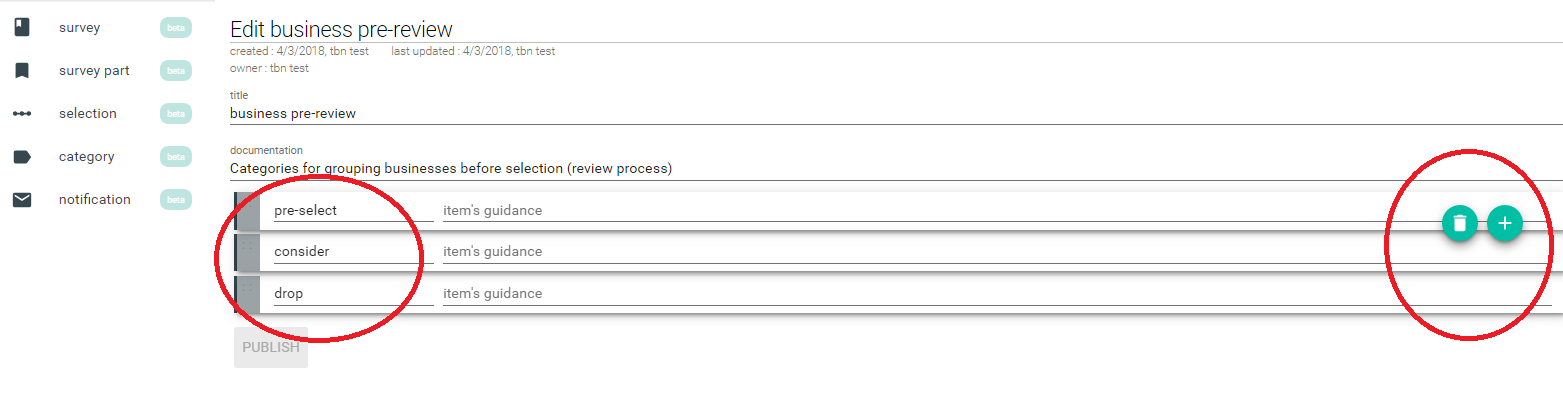 survey beta
survey part beta
selection beta
category beta
notification beta
Edit business pre-review
created : 4/3/2018, tbn test last updated : 4/3/2018, tbn test
owner : tbn test
title
business pre-review
documentation
Categories for grouping businesses before selection (review process)
pre-select item's guidance
consider item's guidance
drop item's guidance
PUBLISH